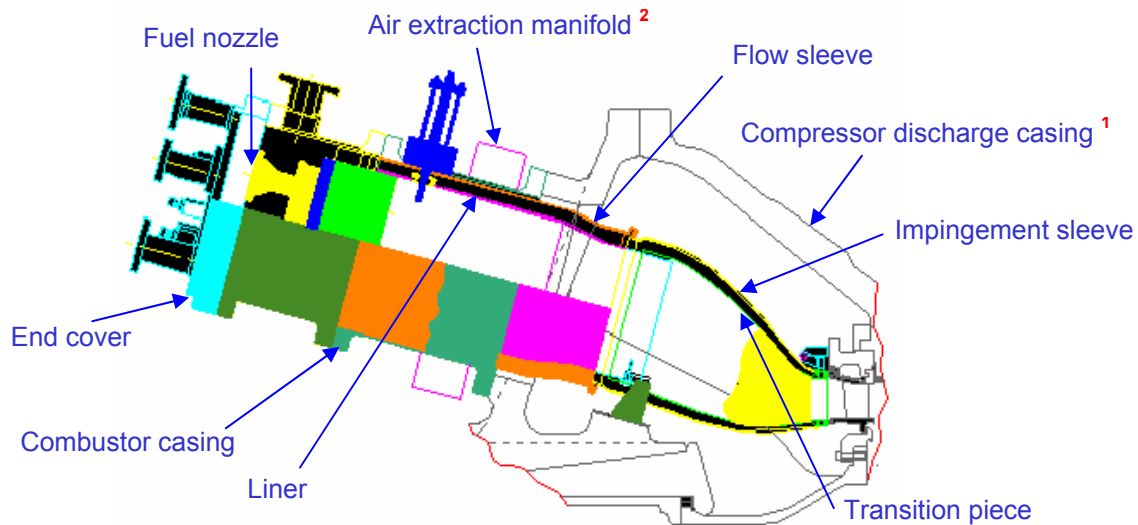 Air extraction manifold 2
Fuel nozzle
Flow sleeve
Compressor discharge casing 1
Impingement sleeve
End cover
Combustor casing
Liner
Transition piece